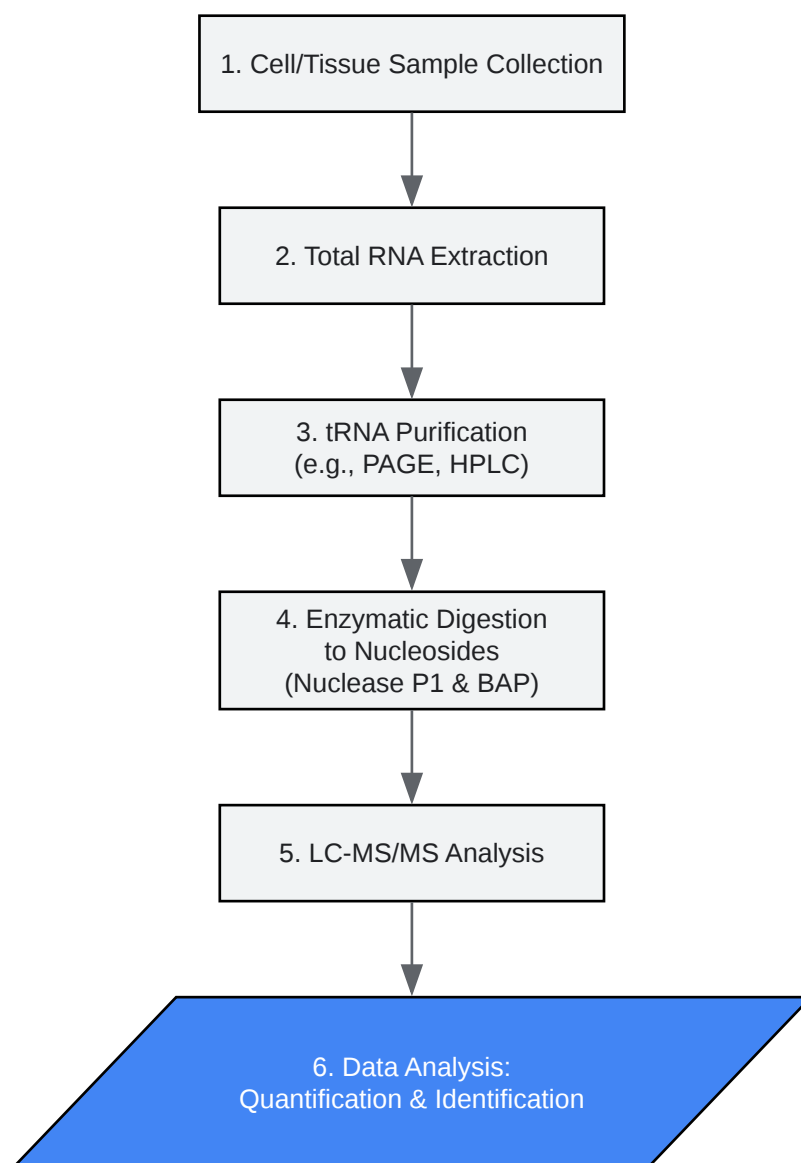 1. Cell/Tissue Sample Collection
2. Total RNA Extraction
3. tRNA Purification
(e.g., PAGE, HPLC)
4. Enzymatic Digestion
to Nucleosides
(Nuclease P1 & BAP)
5. LC-MS/MS Analysis
6. Data Analysis:
Quantification & Identification